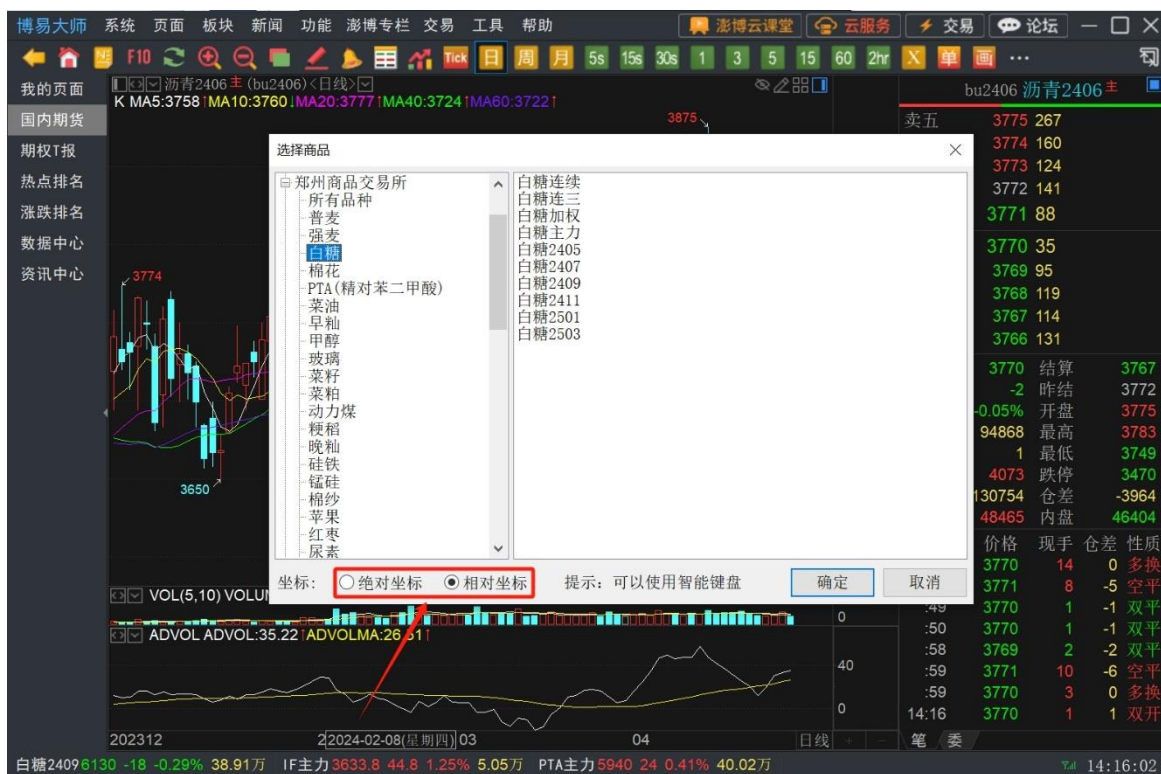 博易大师 系统 页面 板块 新闻 功能 澎博专栏 交易 工具 帮助 澎博云课堂 云服务 交易 论坛
F10 Tick 日 周 月 5s 15s 30s 1 3 5 15 60 2hr X 单 画 ...
我的页面
国内期货
期权T报
热点排名
涨跌排名
数据中心
资讯中心
沥青2406主 (bu2406)<日线>
K MA5:3758↑MA10:3760↓MA20:3777↑MA40:3724↑MA60:3722↑
3875
3774
3650
选择商品
郑州商品交易所
所有品种
普麦
强麦
白糖
棉花
PTA(精对苯二甲酸)
菜油
早籼
甲醇
玻璃
菜籽
菜粕
动力煤
粳稻
晚籼
硅铁
锰硅
棉纱
苹果
红枣
尿素
白糖连续
白糖连三
白糖加权
白糖主力
白糖2405
白糖2407
白糖2409
白糖2411
白糖2501
白糖2503
坐标: 绝对坐标 相对坐标 提示: 可以使用智能键盘 确定 取消
VOL(5,10) VOLU
0
ADVOL ADVOL:35.22↑ADVOLMA:26.51↑
40
0
202312 2 2024-02-08(星期四) 03 04 日线 + -
bu2406 沥青2406主
卖五 3775 267
3774 160
3773 124
3772 141
3771 88
3770 35
3769 95
3768 119
3767 114
3766 131
3770 结算 3767
-2 昨结 3772
-0.05% 开盘 3775
94868 最高 3783
1 最低 3749
4073 跌停 3470
130754 仓差 -3964
48465 内盘 46404
价格 现手 仓差 性质
3770 14 0 多换
3771 8 -5 空平
:49 3770 1 -1 双平
:50 3770 1 -1 双平
:58 3769 2 -2 双平
:59 3771 10 -6 空平
:59 3770 3 0 多换
14:16 3770 1 1 双开
笔 委
白糖2409 6130 -18 -0.29% 38.91万 IF主力 3633.8 44.8 1.25% 5.05万 PTA主力 5940 24 0.41% 40.02万 14:16:02